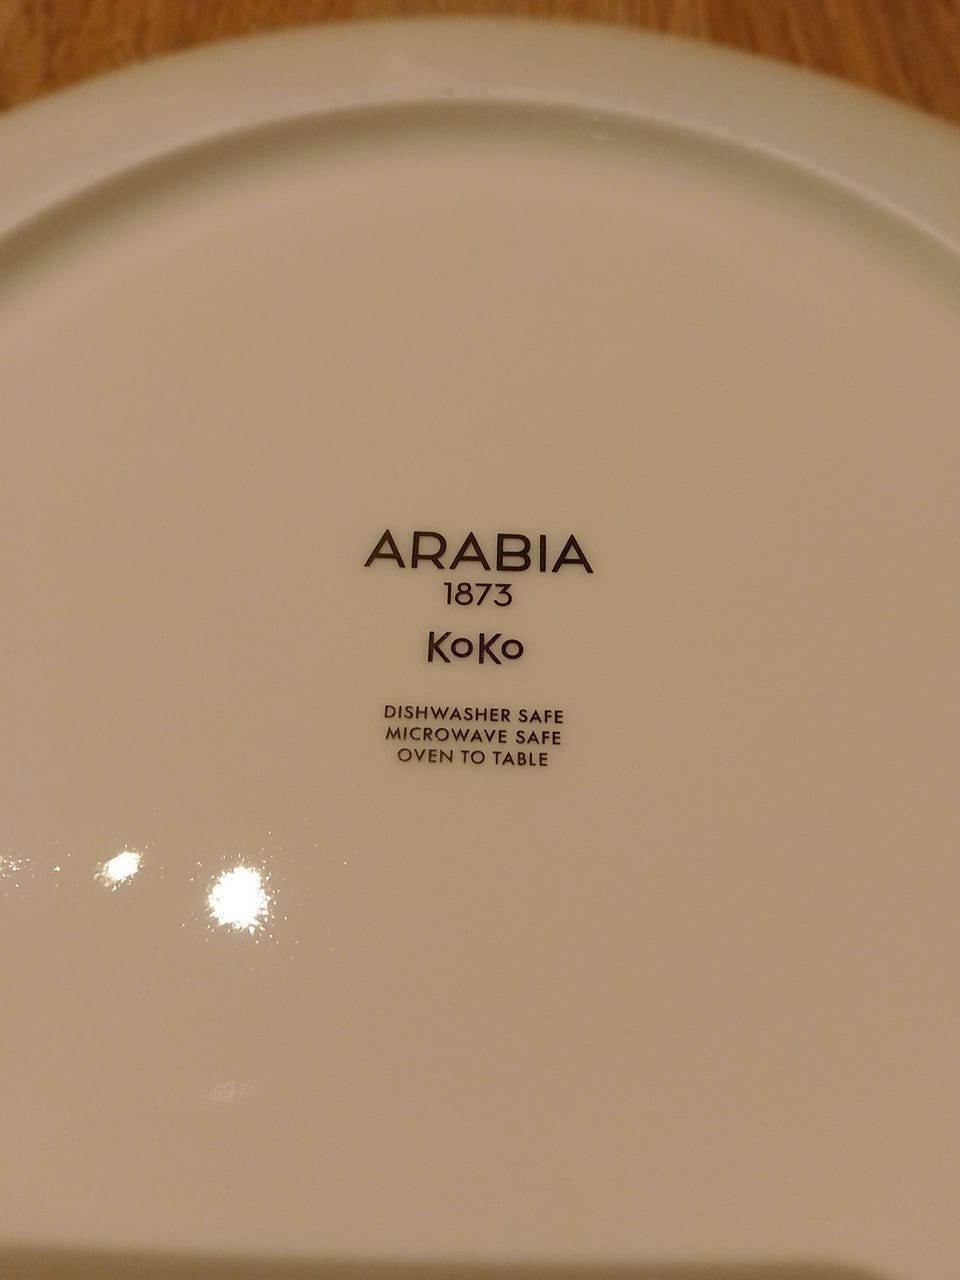 ARABIA
1873
KoKo
DISHWASHER SAFE
MICROWAVE SAFE
OVEN TO TABLE